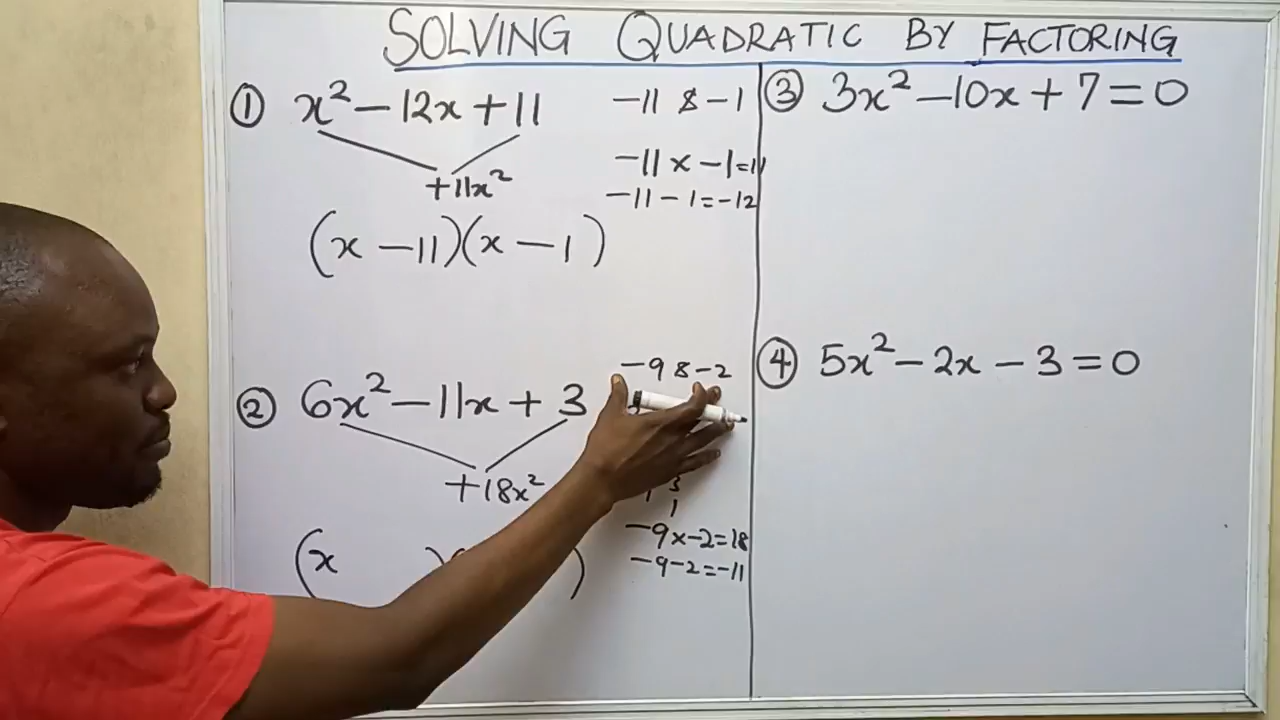 SOLVING QUADRATIC BY FACTORING
① x² - 12x + 11
-11 & -1
+11x²
-11 x -1 = 11
-11 - 1 = -12
(x - 11)(x - 1)
② 6x² - 11x + 3
-9 & -2
+18x²
3
1
-9 x -2 = 18
-9 - 2 = -11
(x ) )
③ 3x² - 10x + 7 = 0
④ 5x² - 2x - 3 = 0